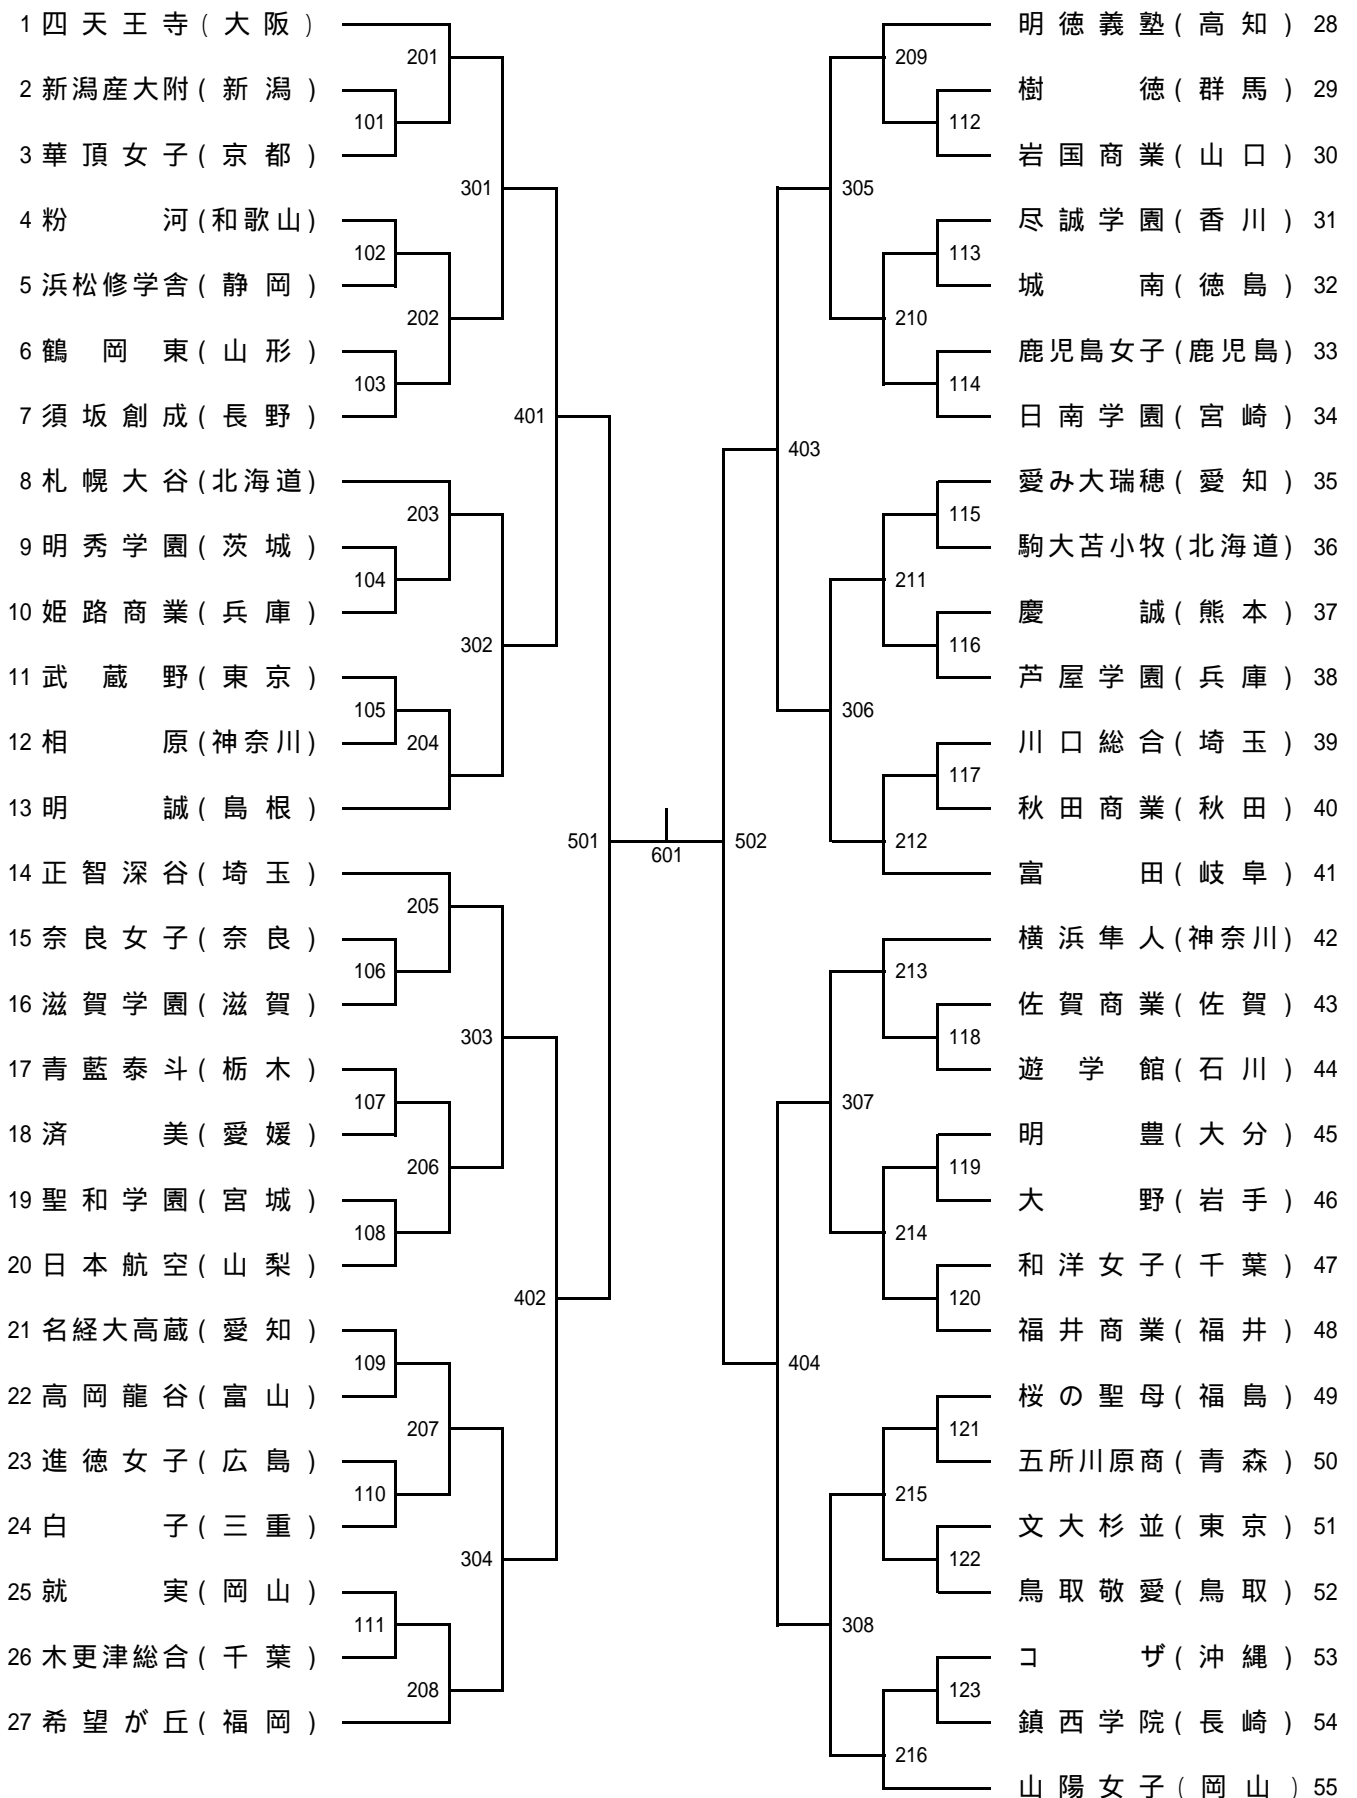 1 四天王寺(大阪)
201
2 新潟産大附(新潟)
101
3 華頂女子(京都)
301
4 粉河(和歌山)
102
5 浜松修学舎(静岡)
202
6 鶴岡東(山形)
103
7 須坂創成(長野)
401
8 札幌大谷(北海道)
203
9 明秀学園(茨城)
104
10 姫路商業(兵庫)
302
11 武蔵野(東京)
105
12 相原(神奈川)
204
13 明誠(島根)
501
14 正智深谷(埼玉)
205
15 奈良女子(奈良)
106
16 滋賀学園(滋賀)
303
17 青藍泰斗(栃木)
107
18 済美(愛媛)
206
19 聖和学園(宮城)
108
20 日本航空(山梨)
402
21 名経大高蔵(愛知)
109
22 高岡龍谷(富山)
207
23 進徳女子(広島)
110
24 白子(三重)
304
25 就実(岡山)
111
26 木更津総合(千葉)
208
27 希望が丘(福岡)
601
明徳義塾(高知) 28
209
樹徳(群馬) 29
112
岩国商業(山口) 30
305
尽誠学園(香川) 31
113
城南(徳島) 32
210
鹿児島女子(鹿児島) 33
114
日南学園(宮崎) 34
403
愛み大瑞穂(愛知) 35
115
駒大苫小牧(北海道) 36
211
慶誠(熊本) 37
116
芦屋学園(兵庫) 38
306
川口総合(埼玉) 39
117
秋田商業(秋田) 40
212
502
富田(岐阜) 41
横浜隼人(神奈川) 42
213
佐賀商業(佐賀) 43
118
遊学館(石川) 44
307
明豊(大分) 45
119
大野(岩手) 46
214
和洋女子(千葉) 47
120
福井商業(福井) 48
404
桜の聖母(福島) 49
121
五所川原商(青森) 50
215
文大杉並(東京) 51
122
鳥取敬愛(鳥取) 52
308
コザ(沖縄) 53
123
鎮西学院(長崎) 54
216
山陽女子(岡山) 55